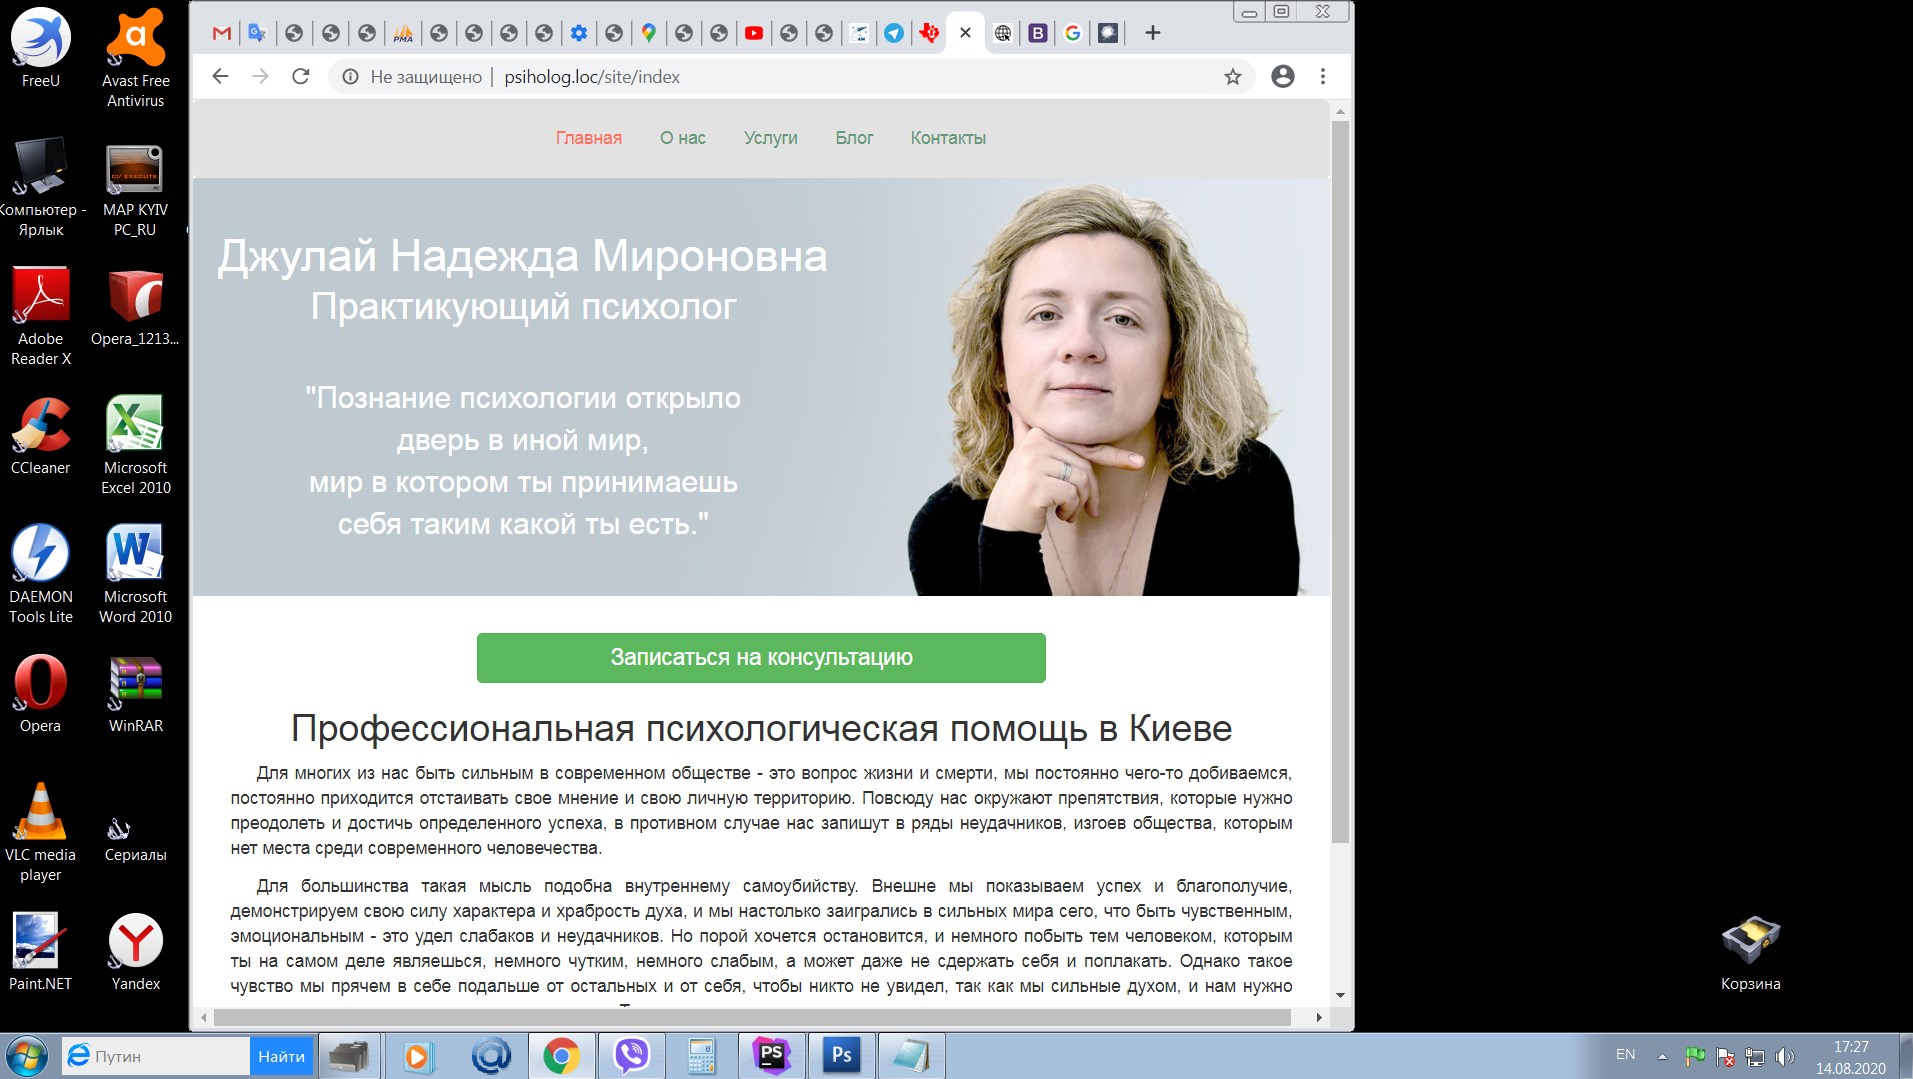 FreeU
Avast Free
Antivirus
Компьютер -
Ярлык
MAP KYIV
PC_RU
Adobe
Reader X
Opera_1213...
CCleaner
Microsoft
Excel 2010
DAEMON
Tools Lite
Microsoft
Word 2010
Opera
WinRAR
VLC media
player
Сериалы
Paint.NET
Yandex
PMA
B
Не защищено | psiholog.loc/site/index
Главная О нас Услуги Блог Контакты
Джулай Надежда Мироновна
Практикующий психолог
"Познание психологии открыло
дверь в иной мир,
мир в котором ты принимаешь
себя таким какой ты есть."
Записаться на консультацию
Профессиональная психологическая помощь в Киеве
Для многих из нас быть сильным в современном обществе - это вопрос жизни и смерти, мы постоянно чего-то добиваемся,
постоянно приходится отстаивать свое мнение и свою личную территорию. Повсюду нас окружают препятствия, которые нужно
преодолеть и достичь определенного успеха, в противном случае нас запишут в ряды неудачников, изгоев общества, которым
нет места среди современного человечества.
Для большинства такая мысль подобна внутреннему самоубийству. Внешне мы показываем успех и благополучие,
демонстрируем свою силу характера и храбрость духа, и мы настолько заигрались в сильных мира сего, что быть чувственным,
эмоциональным - это удел слабаков и неудачников. Но порой хочется остановится, и немного побыть тем человеком, которым
ты на самом деле являешься, немного чутким, немного слабым, а может даже не сдержать себя и поплакать. Однако такое
чувство мы прячем в себе подальше от остальных и от себя, чтобы никто не увидел, так как мы сильные духом, и нам нужно
Корзина
Путин
Найти
PS
Ps
EN
17:27
14.08.2020